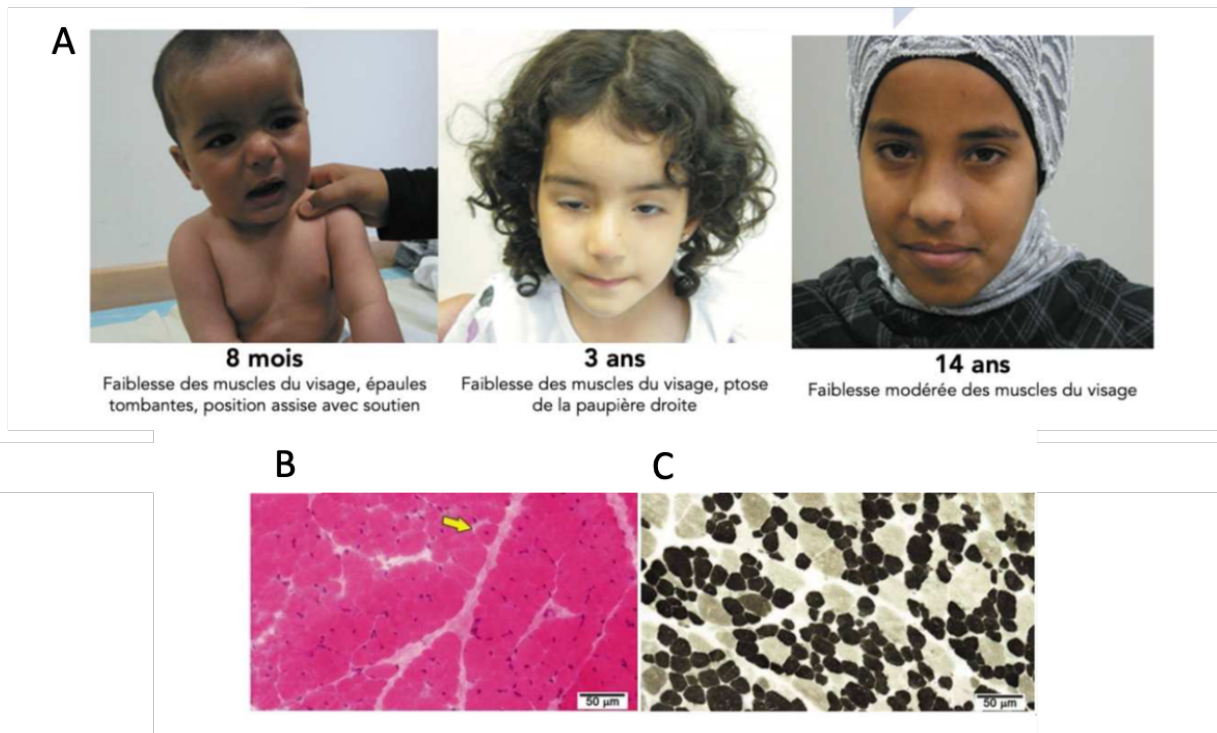 A
8 mois
Faiblesse des muscles du visage, épaules
tombantes, position assise avec soutien
3 ans
Faiblesse des muscles du visage, ptose
de la paupière droite
14 ans
Faiblesse modérée des muscles du visage
B
C
50 µm
50 µm